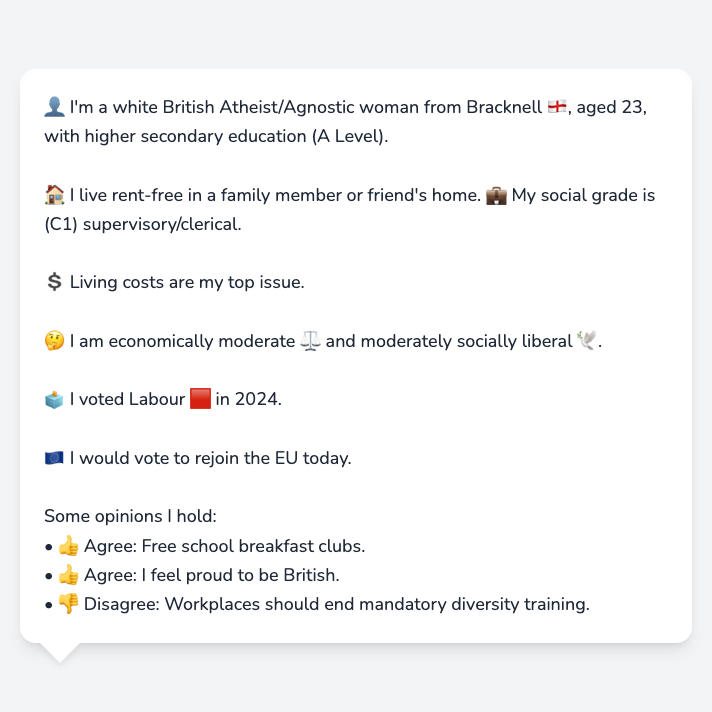 👤 I'm a white British Atheist/Agnostic woman from Bracknell 🏴󠁧󠁢󠁥󠁮󠁧󠁿, aged 23,
with higher secondary education (A Level).
🏠 I live rent-free in a family member or friend's home. 💼 My social grade is
(C1) supervisory/clerical.
💲 Living costs are my top issue.
🤔 I am economically moderate ⚖️ and moderately socially liberal 🕊️.
🗳️ I voted Labour 🟥 in 2024.
🇪🇺 I would vote to rejoin the EU today.
Some opinions I hold:
• 👍 Agree: Free school breakfast clubs.
• 👍 Agree: I feel proud to be British.
• 👎 Disagree: Workplaces should end mandatory diversity training.